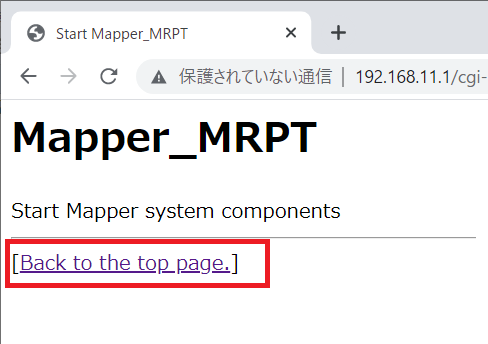 Start Mapper_MRPT
保護されていない通信 | 192.168.11.1/cgi-
Mapper_MRPT
Start Mapper system components
[Back to the top page.]